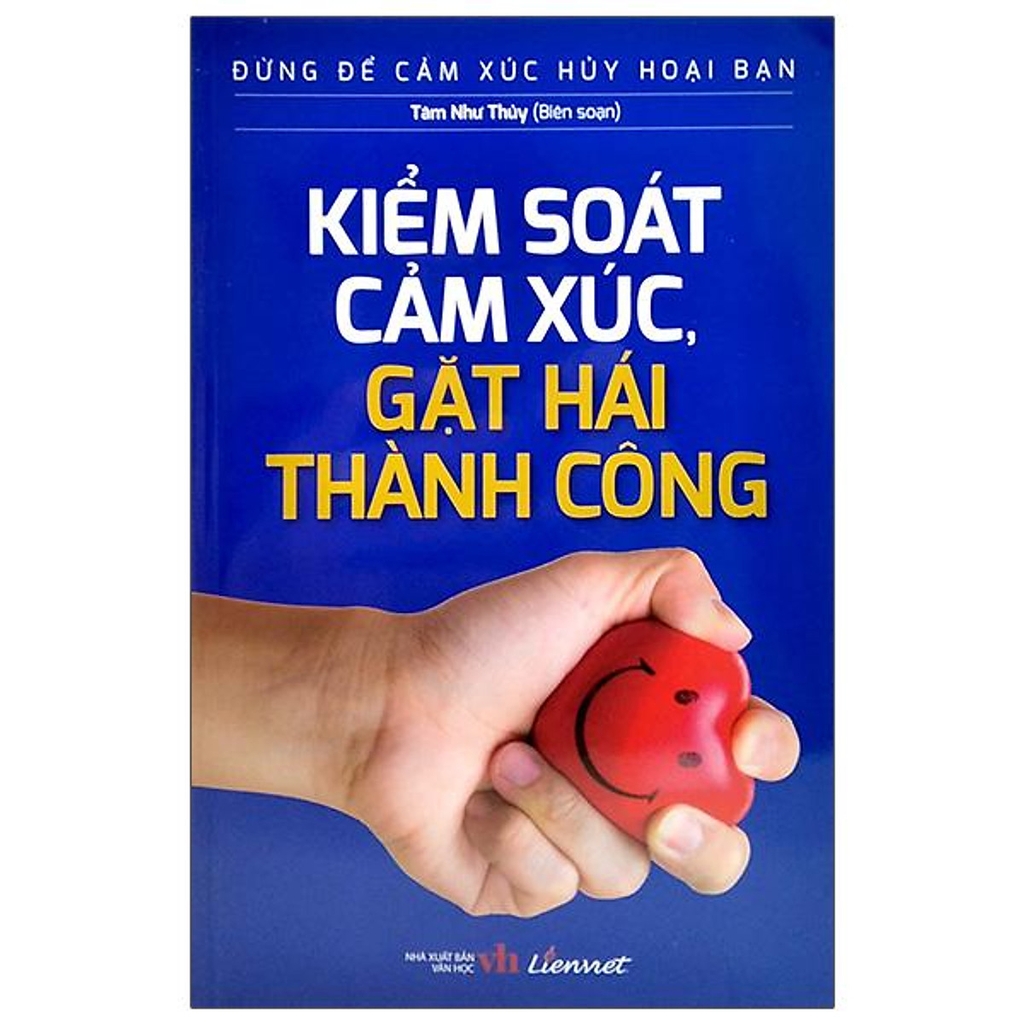 ĐỪNG ĐỂ CẢM XÚC HỦY HOẠI BẠN
Tâm Như Thủy (Biên soạn)
KIỂM SOÁT
CẢM XÚC,
GẶT HÁI
THÀNH CÔNG
NHÀ XUẤT BẢN
VĂN HỌC
vh Lienviet